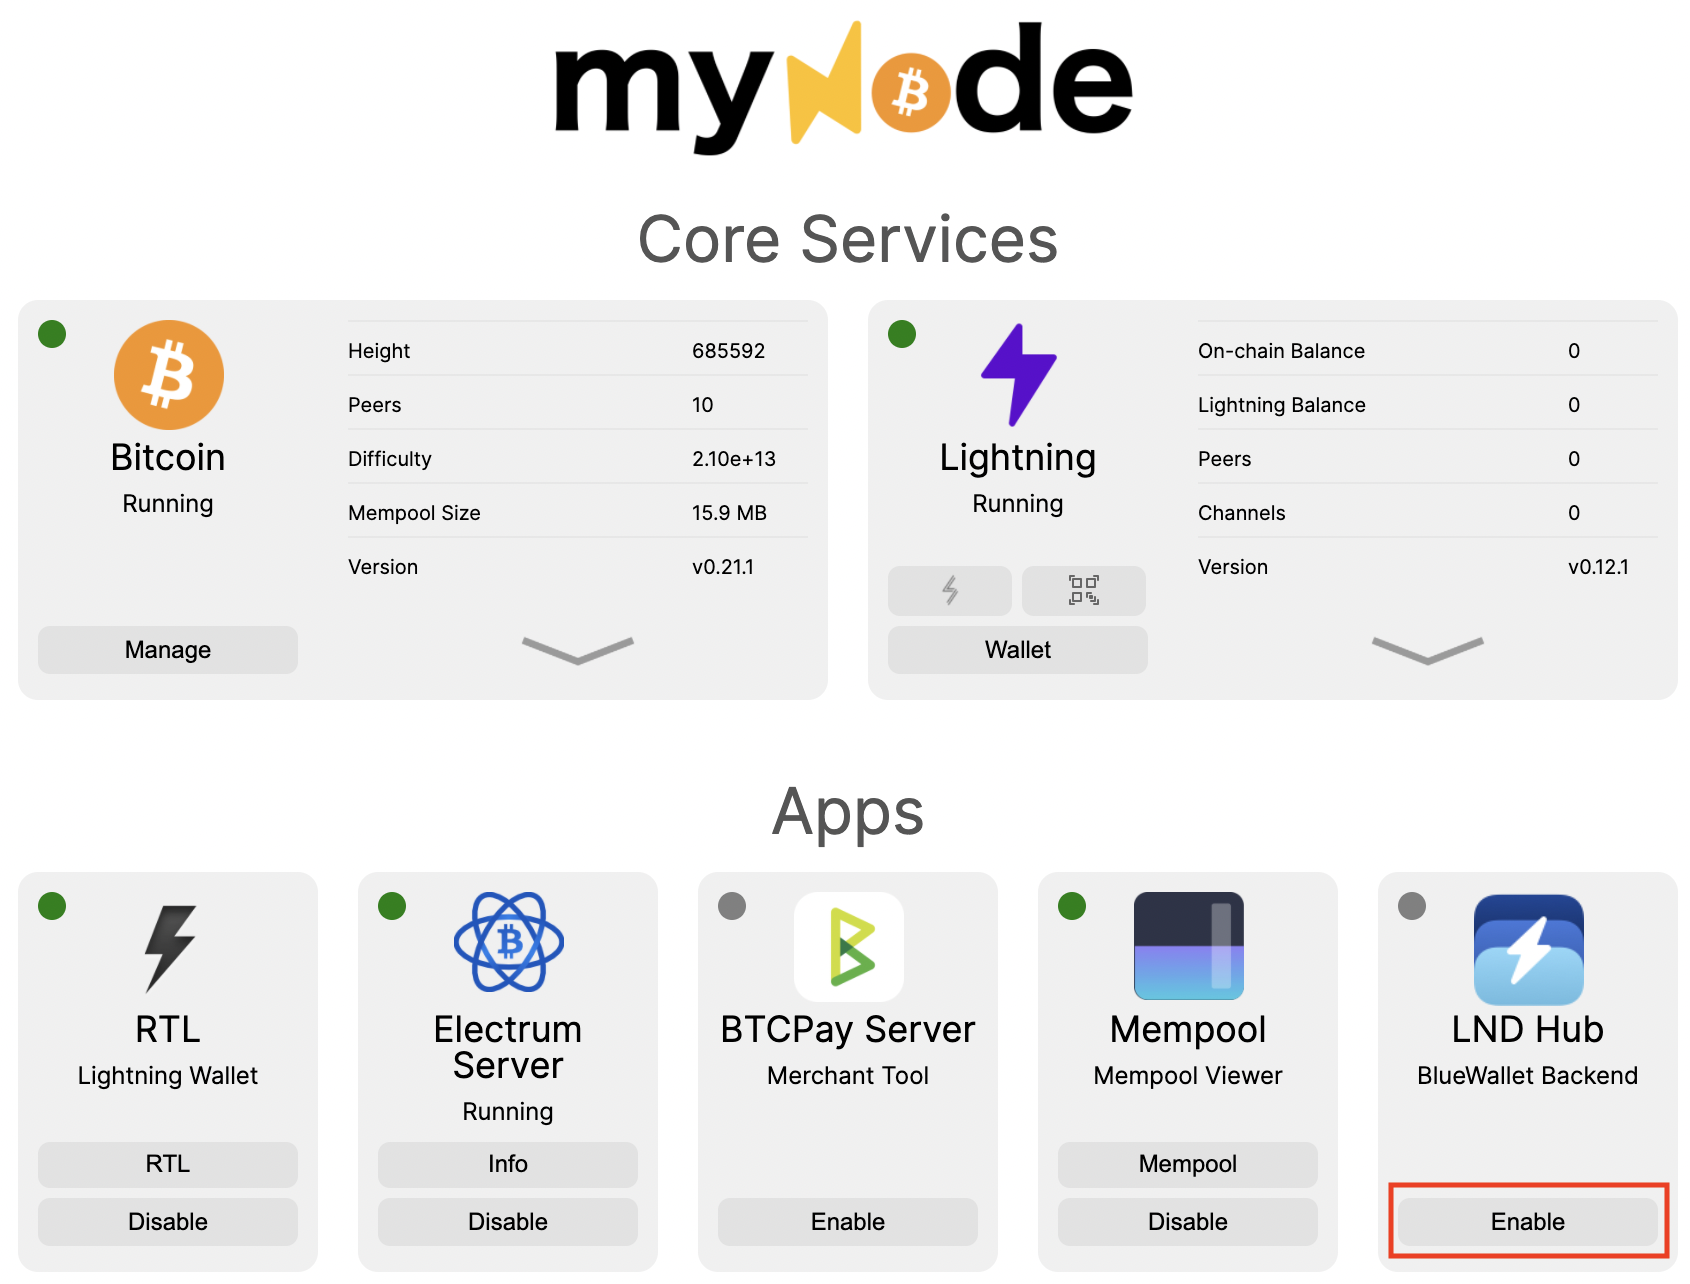 myNode
Core Services
Bitcoin
Running
Manage
Height 685592
Peers 10
Difficulty 2.10e+13
Mempool Size 15.9 MB
Version v0.21.1
Lightning
Running
Wallet
On-chain Balance 0
Lightning Balance 0
Peers 0
Channels 0
Version v0.12.1
Apps
RTL
Lightning Wallet
RTL
Disable
Electrum
Server
Running
Info
Disable
BTCPay Server
Merchant Tool
Enable
Mempool
Mempool Viewer
Mempool
Disable
LND Hub
BlueWallet Backend
Enable